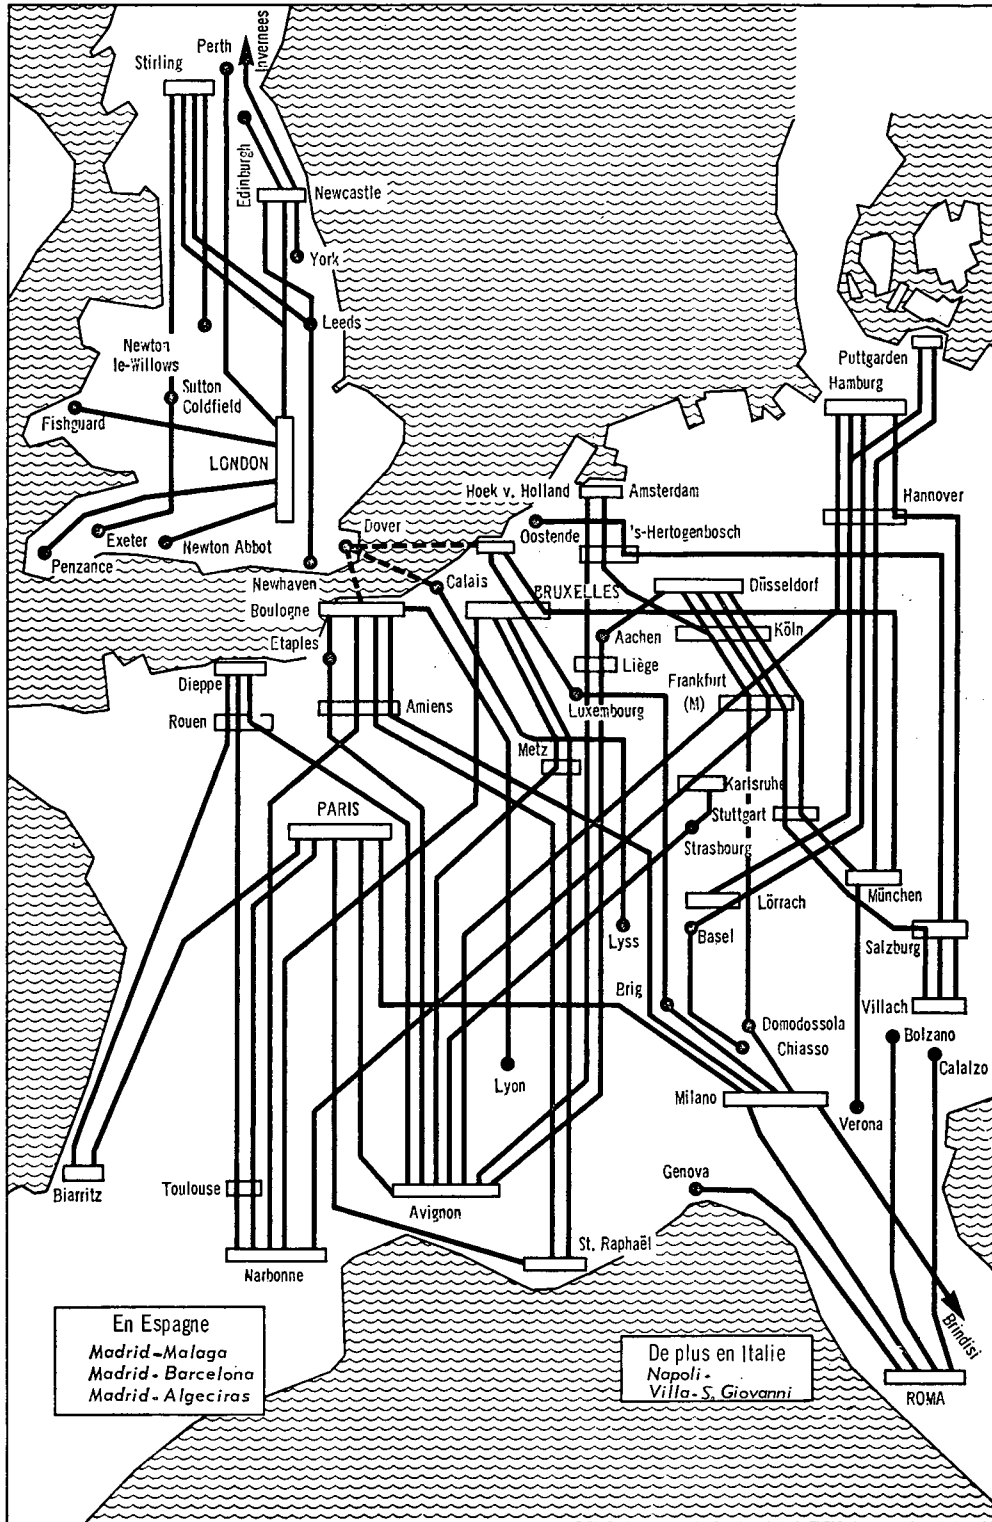 Perth
Invernees
Stirling
Edinburgh
Newcastle
York
Leeds
Newton
le-Willows
Sutton
Coldfield
Fishguard
LONDON
Exeter
Newton Abbot
Penzance
Newhaven
Puttgarden
Hamburg
Hannover
Hoek v. Holland
Amsterdam
Oostende
's-Hertogenbosch
Dover
Calais
BRUXELLES
Düsseldorf
Boulogne
Etaples
Aachen
Köln
Liège
Dieppe
Frankfurt
(M)
Rouen
Amiens
Luxembourg
Metz
Karlsruhe
Stuttgart
PARIS
Strasbourg
München
Lörrach
Lyss
Basel
Salzburg
Brig
Villach
Domodossola
Chiasso
Bolzano
Calalzo
Lyon
Milano
Verona
Genova
Biarritz
Toulouse
Avignon
St. Raphaël
Narbonne
Brindisi
ROMA
En Espagne
Madrid-Malaga
Madrid-Barcelona
Madrid-Algeciras
De plus en Italie
Napoli-
Villa-S. Giovanni